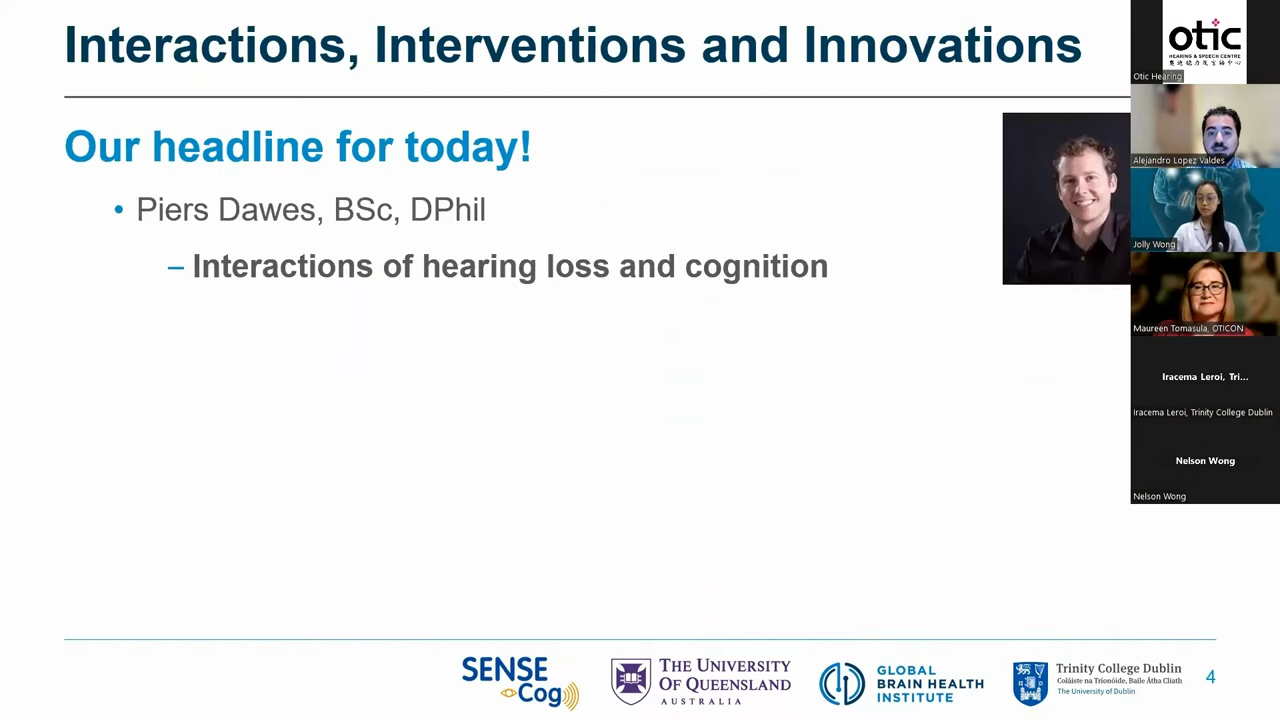 Interactions, Interventions and Innovations
Our headline for today!
• Piers Dawes, BSc, DPhil
– Interactions of hearing loss and cognition
otic
HEARING & SPEECH CENTRE
Otic Hearing
Alejandro Lopez Valdes
Jolly Wong
Maureen Tomasula, OTICON
Iracema Leroi, Tri...
Iracema Leroi, Trinity College Dublin
Nelson Wong
Nelson Wong
SENSE
Cog
THE UNIVERSITY
OF QUEENSLAND
AUSTRALIA
GLOBAL
BRAIN HEALTH
INSTITUTE
Trinity College Dublin
Coláiste na Tríonóide, Baile Átha Cliath
The University of Dublin
4